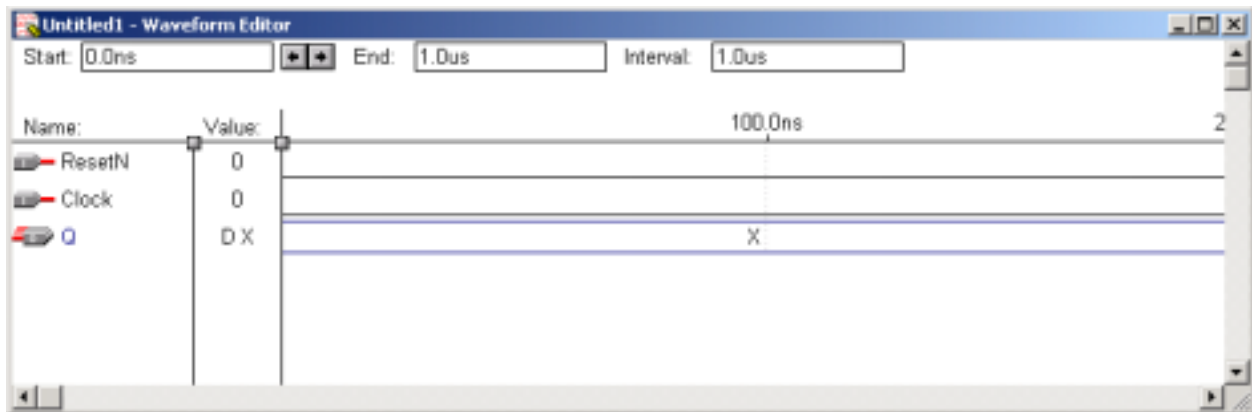 Untitled1 - Waveform Editor
Start: 0.0ns End: 1.0us Interval: 1.0us
Name: Value: 100.0ns 2
ResetN 0
Clock 0
Q D X X